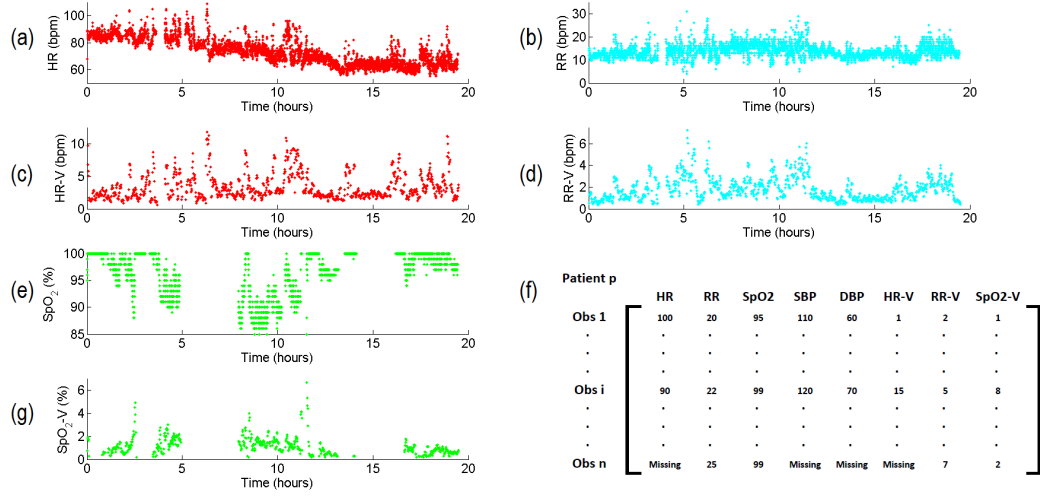 (a)
HR (bpm)
100
80
60
0 5 10 15 20
Time (hours)
(b)
RR (bpm)
30
20
10
0
0 5 10 15 20
Time (hours)
(c)
HR-V (bpm)
10
5
0
0 5 10 15 20
Time (hours)
(d)
RR-V (bpm)
6
4
2
0
0 5 10 15 20
Time (hours)
(e)
SpO2 (%)
100
95
90
85
0 5 10 15 20
Time (hours)
(f)
Patient p
HR RR SpO2 SBP DBP HR-V RR-V SpO2-V
Obs 1 100 20 95 110 60 1 2 1
Obs i 90 22 99 120 70 15 5 8
Obs n Missing 25 99 Missing Missing Missing 7 2
(g)
SpO2-V (%)
6
4
2
0
0 5 10 15 20
Time (hours)